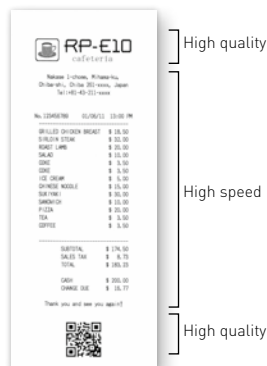 RP-E10
High quality
cafeteria
Nakase 1-chome, Mihama-ku,
Chiba-shi, Chiba 261-xxxx, Japan
Tel:+81-43-211-xxxx
No. 123456789 01/06/11 13:00 PM
GRILLED CHICKEN BREAST $ 18.50
SIRLOIN STEAK $ 32.00
ROAST LAMB $ 20.00
SALAD $ 10.00
COKE $ 3.50
COKE $ 3.50
ICE CREAM $ 5.00
CHINESE NOODLE $ 15.00
SUKIYAKI $ 30.00
SANDWICH $ 10.00
PIZZA $ 20.00
TEA $ 3.50
COFFEE $ 3.50
High speed
SUBTOTAL $ 174.50
SALES TAX $ 8.75
TOTAL $ 183.25
CASH $ 200.00
CHANGE DUE $ 16.77
Thank you and see you again!
High quality